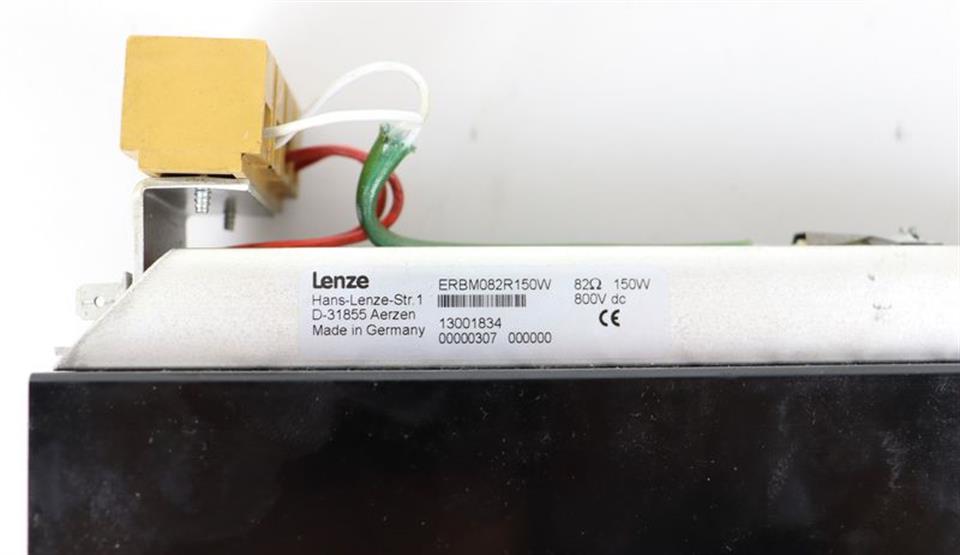 Lenze
Hans-Lenze-Str.1
D-31855 Aerzen
Made in Germany
ERBM082R150W
13001834
00000307 000000
82Ω 150W
800V dc
CE